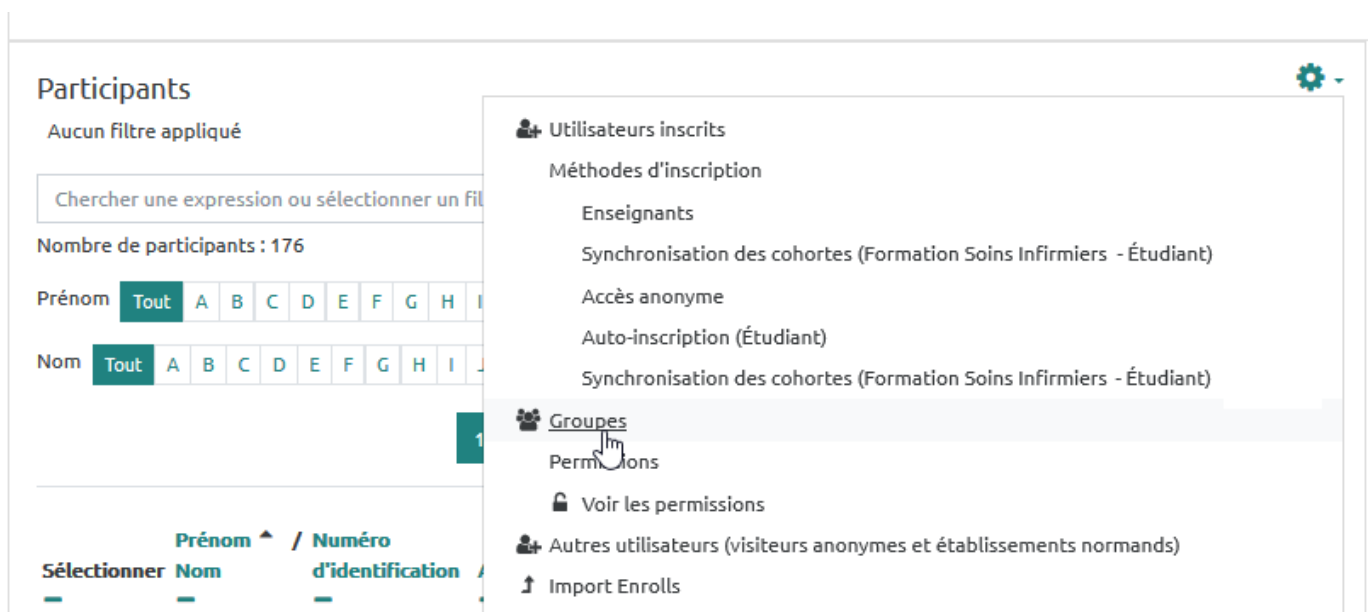 Participants
Aucun filtre appliqué
Chercher une expression ou sélectionner un fil
Nombre de participants : 176
Prénom Tout A B C D E F G H I
Nom Tout A B C D E F G H I J
1
Sélectionner Prénom / Nom Numéro d'identification
Utilisateurs inscrits
Méthodes d'inscription
Enseignants
Synchronisation des cohortes (Formation Soins Infirmiers - Étudiant)
Accès anonyme
Auto-inscription (Étudiant)
Synchronisation des cohortes (Formation Soins Infirmiers - Étudiant)
Groupes
Permissions
Voir les permissions
Autres utilisateurs (visiteurs anonymes et établissements normands)
Import Enrolls